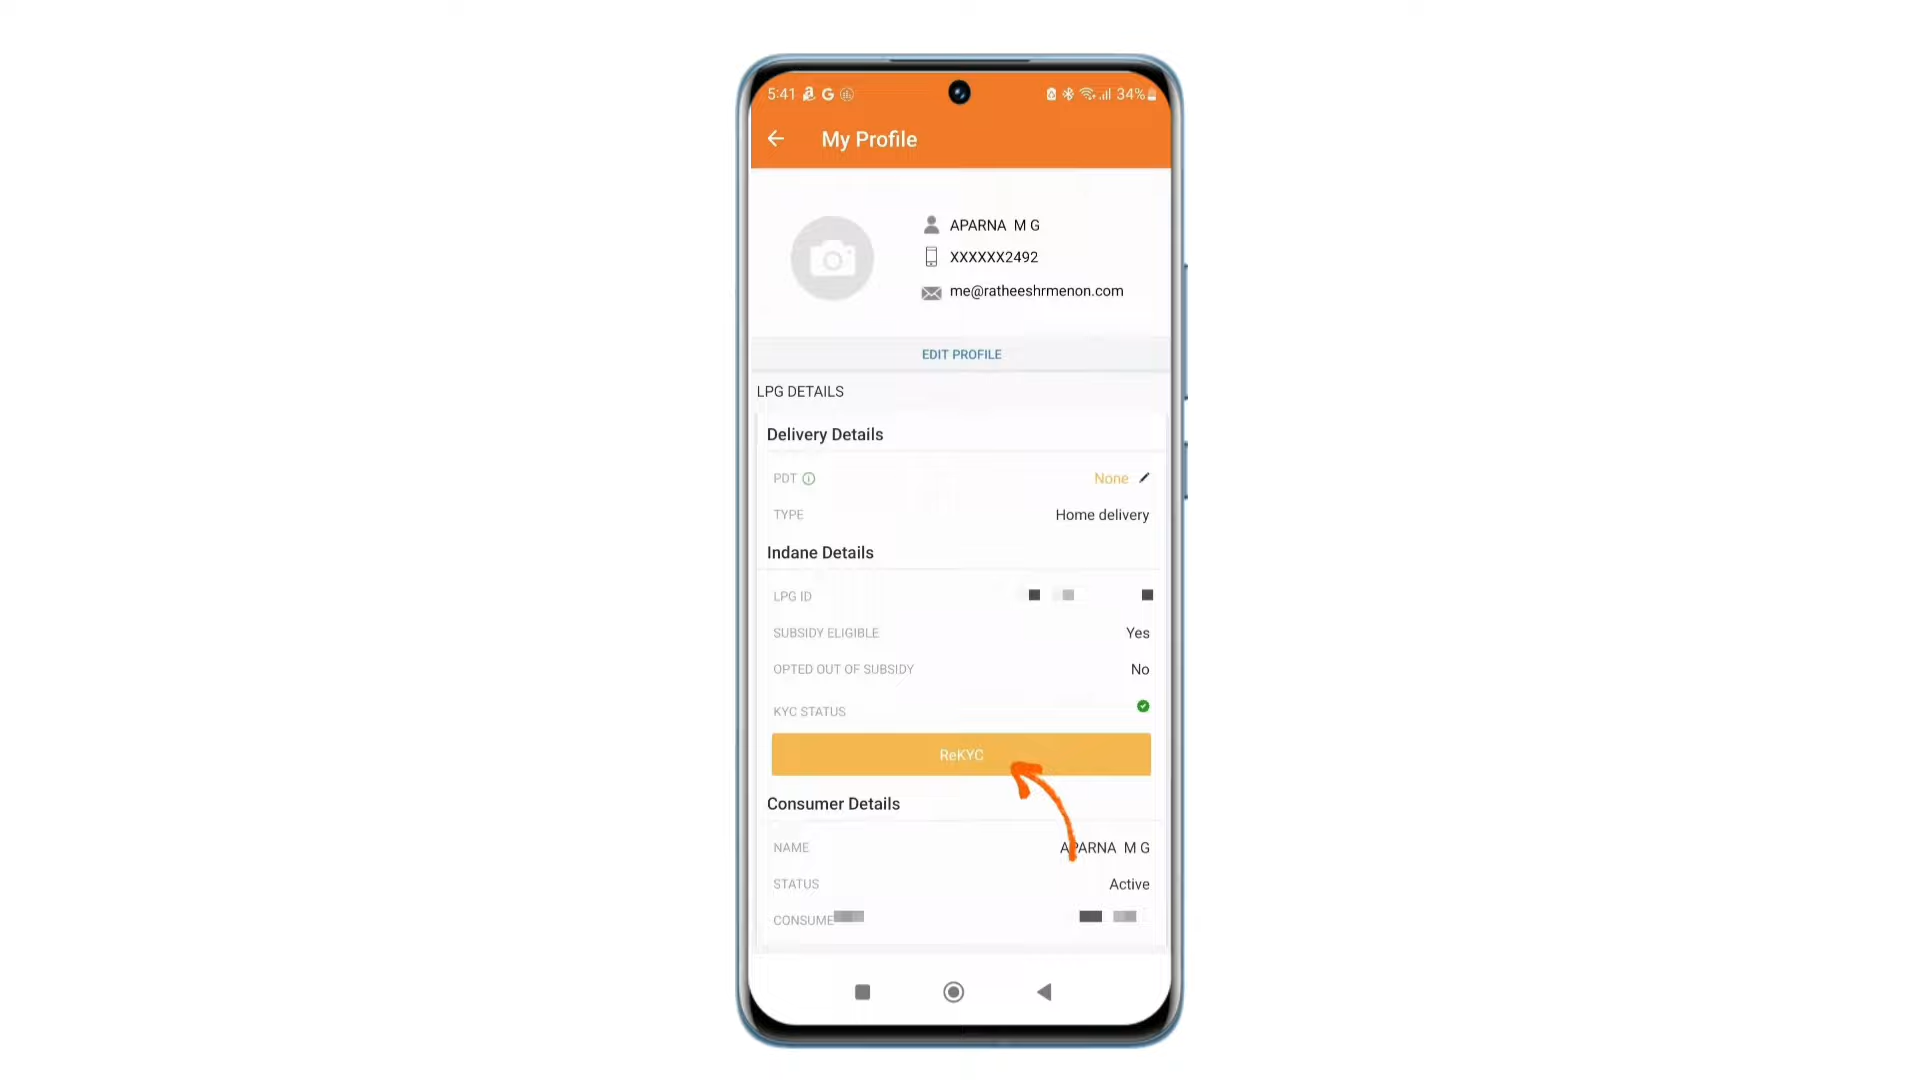 5:41 34%
My Profile
APARNA M G
XXXXXX2492
me@ratheeshrmenon.com
EDIT PROFILE
LPG DETAILS
Delivery Details
PDT None
TYPE Home delivery
Indane Details
LPG ID
SUBSIDY ELIGIBLE Yes
OPTED OUT OF SUBSIDY No
KYC STATUS
ReKYC
Consumer Details
NAME APARNA M G
STATUS Active
CONSUME